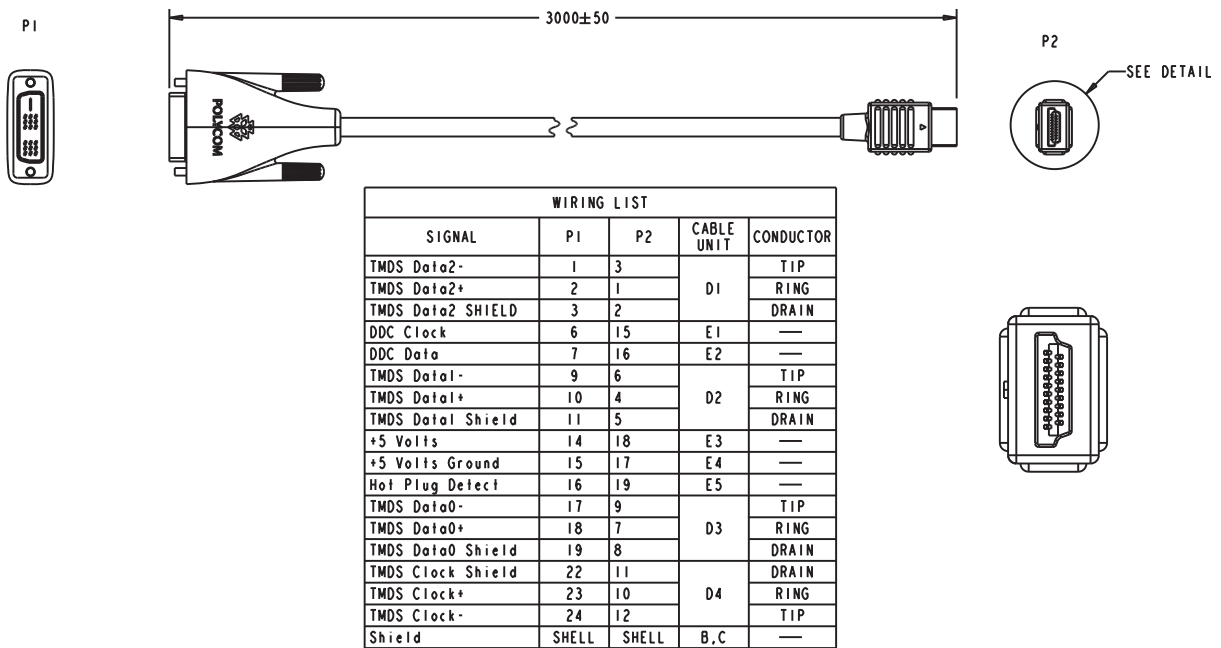 P1
3000±50
P2
SEE DETAIL
POLYCOM
WIRING LIST
SIGNAL P1 P2 CABLE UNIT CONDUCTOR
TMDS Data2- 1 3 D1 TIP
TMDS Data2+ 2 1 RING
TMDS Data2 SHIELD 3 2 DRAIN
DDC Clock 6 15 E1 —
DDC Data 7 16 E2 —
TMDS Data1- 9 6 D2 TIP
TMDS Data1+ 10 4 RING
TMDS Data1 Shield 11 5 DRAIN
+5 Volts 14 18 E3 —
+5 Volts Ground 15 17 E4 —
Hot Plug Detect 16 19 E5 —
TMDS Data0- 17 9 D3 TIP
TMDS Data0+ 18 7 RING
TMDS Data0 Shield 19 8 DRAIN
TMDS Clock Shield 22 11 D4 DRAIN
TMDS Clock+ 23 10 RING
TMDS Clock- 24 12 TIP
Shield SHELL SHELL B,C —